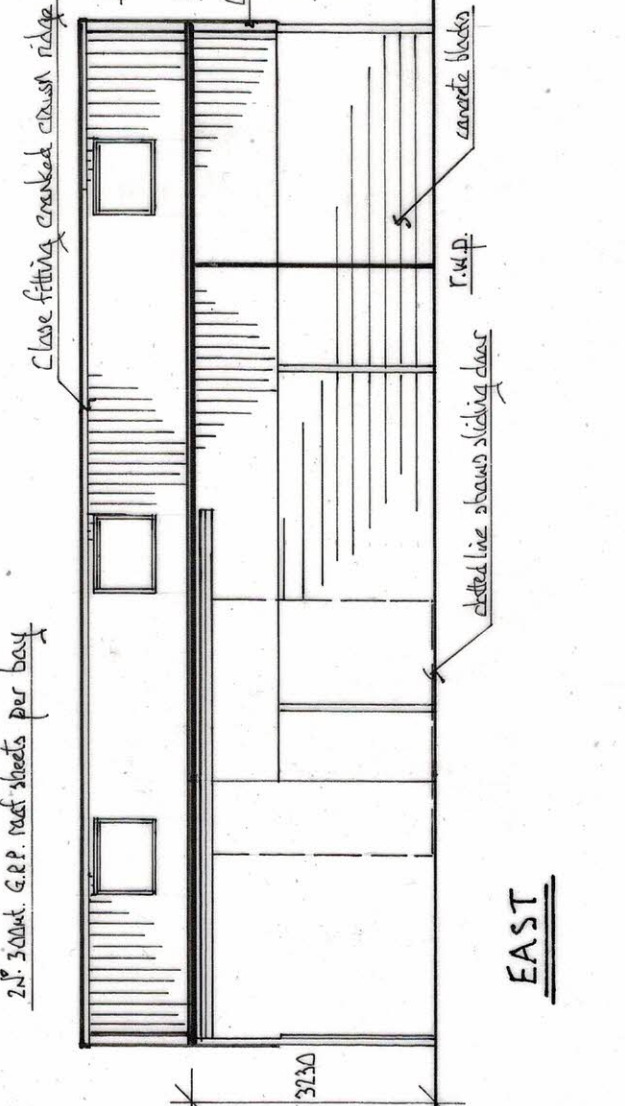 2No. 300wt. G.R.P. roof sheets per bay
Close fitting cranked crown ridge
concrete blocks
r.w.p.
dotted line shows sliding door
3230
EAST